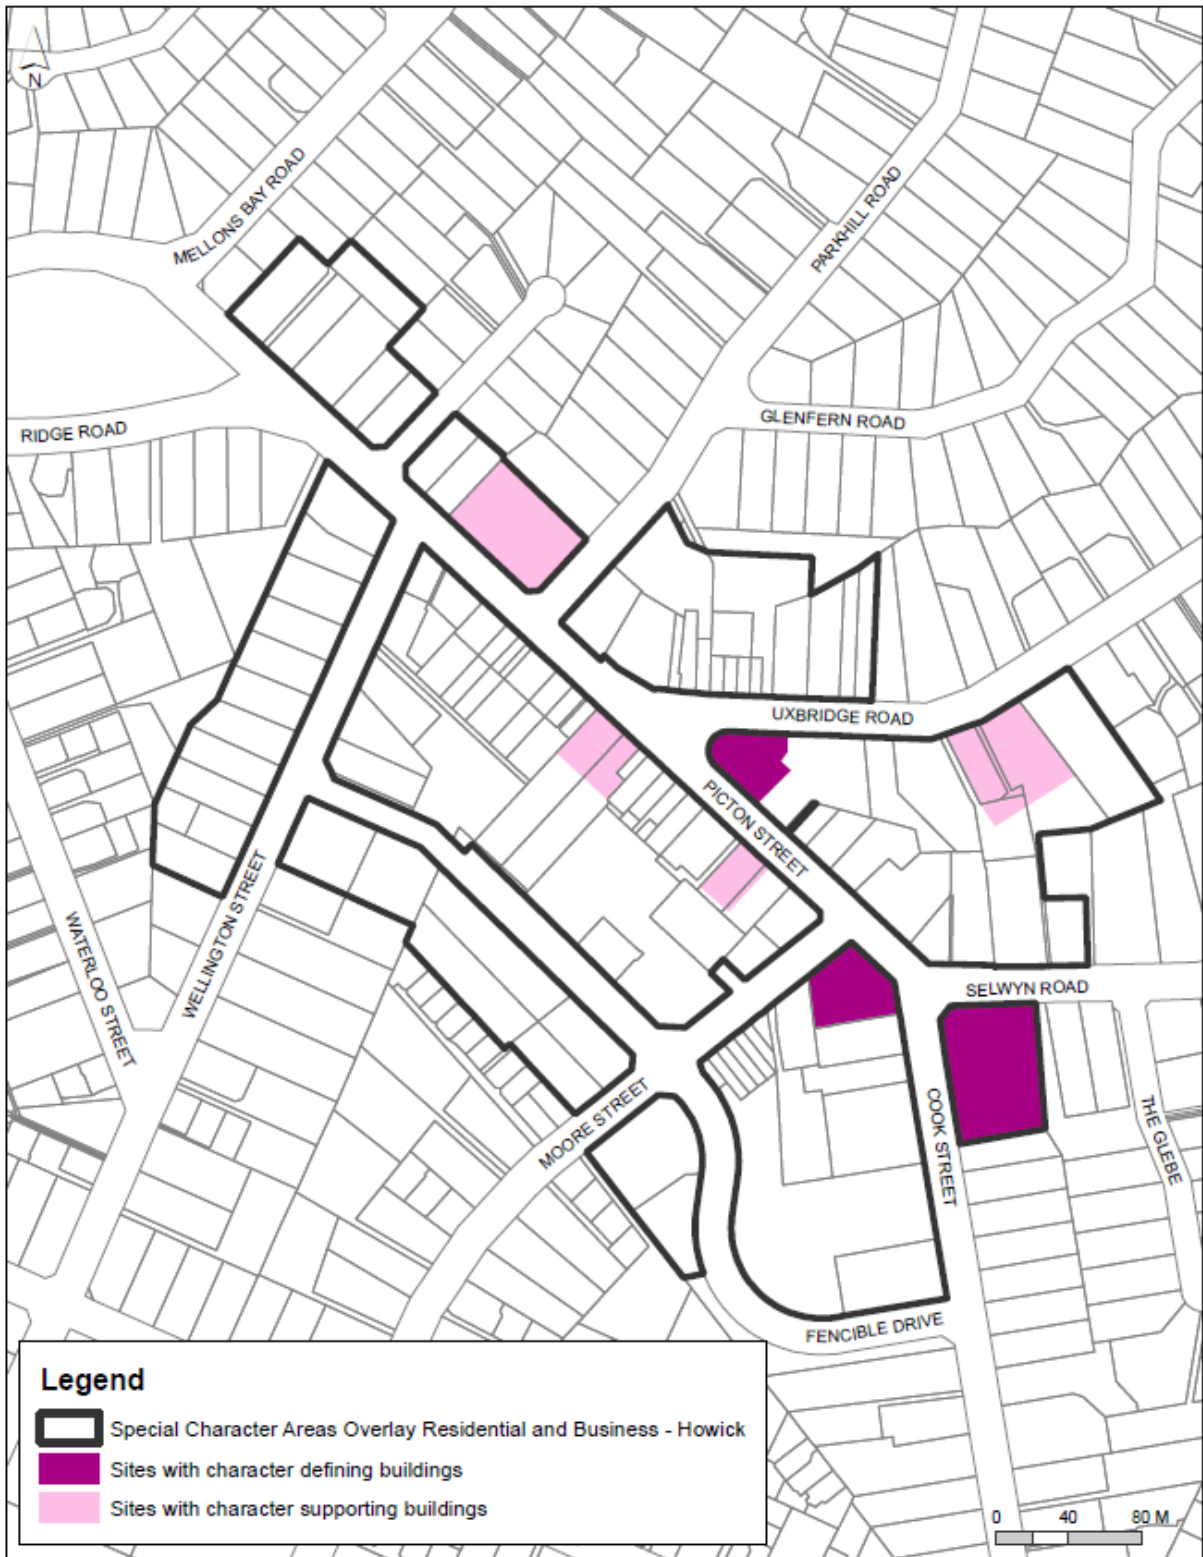 N
MELLONS BAY ROAD
PARKHILL ROAD
RIDGE ROAD
GLENFERN ROAD
UXBRIDGE ROAD
PICTON STREET
WATERLOO STREET
WELLINGTON STREET
SELWYN ROAD
MOORE STREET
COOK STREET
THE GLEBE
FENCIBLE DRIVE
Legend
Special Character Areas Overlay Residential and Business - Howick
Sites with character defining buildings
Sites with character supporting buildings
0 40 80 M